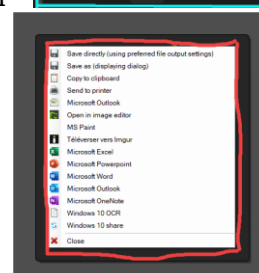 Save directly (using preferred file output settings)
Save as (displaying dialog)
Copy to clipboard
Send to printer
Microsoft Outlook
Open in image editor
MS Paint
Téléverser vers Imgur
Microsoft Excel
Microsoft Powerpoint
Microsoft Word
Microsoft Outlook
Microsoft OneNote
Windows 10 OCR
Windows 10 share
Close